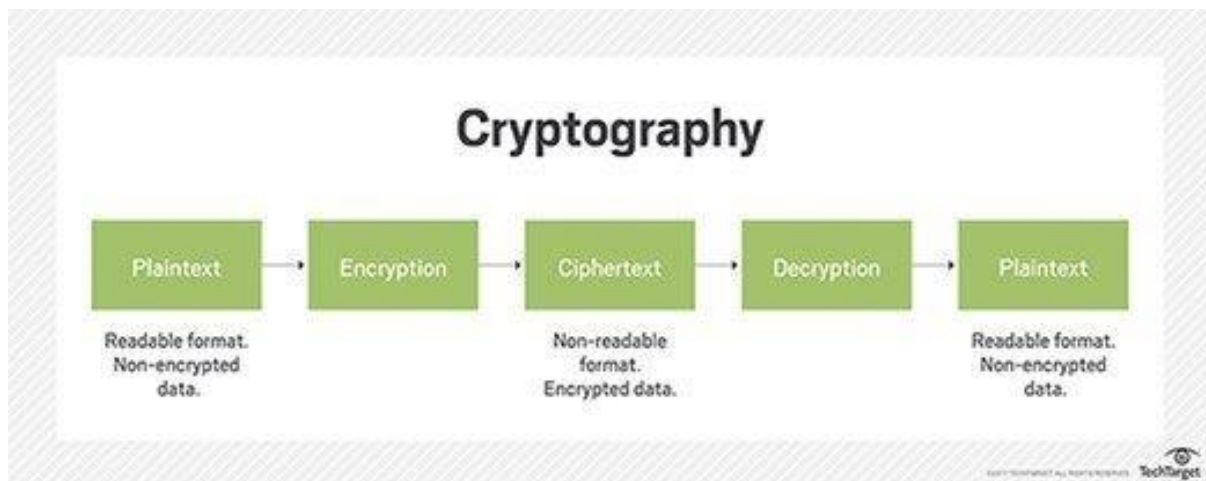 Cryptography
Plaintext
Encryption
Ciphertext
Decryption
Plaintext
Readable format.
Non-encrypted
data.
Non-readable
format.
Encrypted data.
Readable format.
Non-encrypted
data.
TechTarget